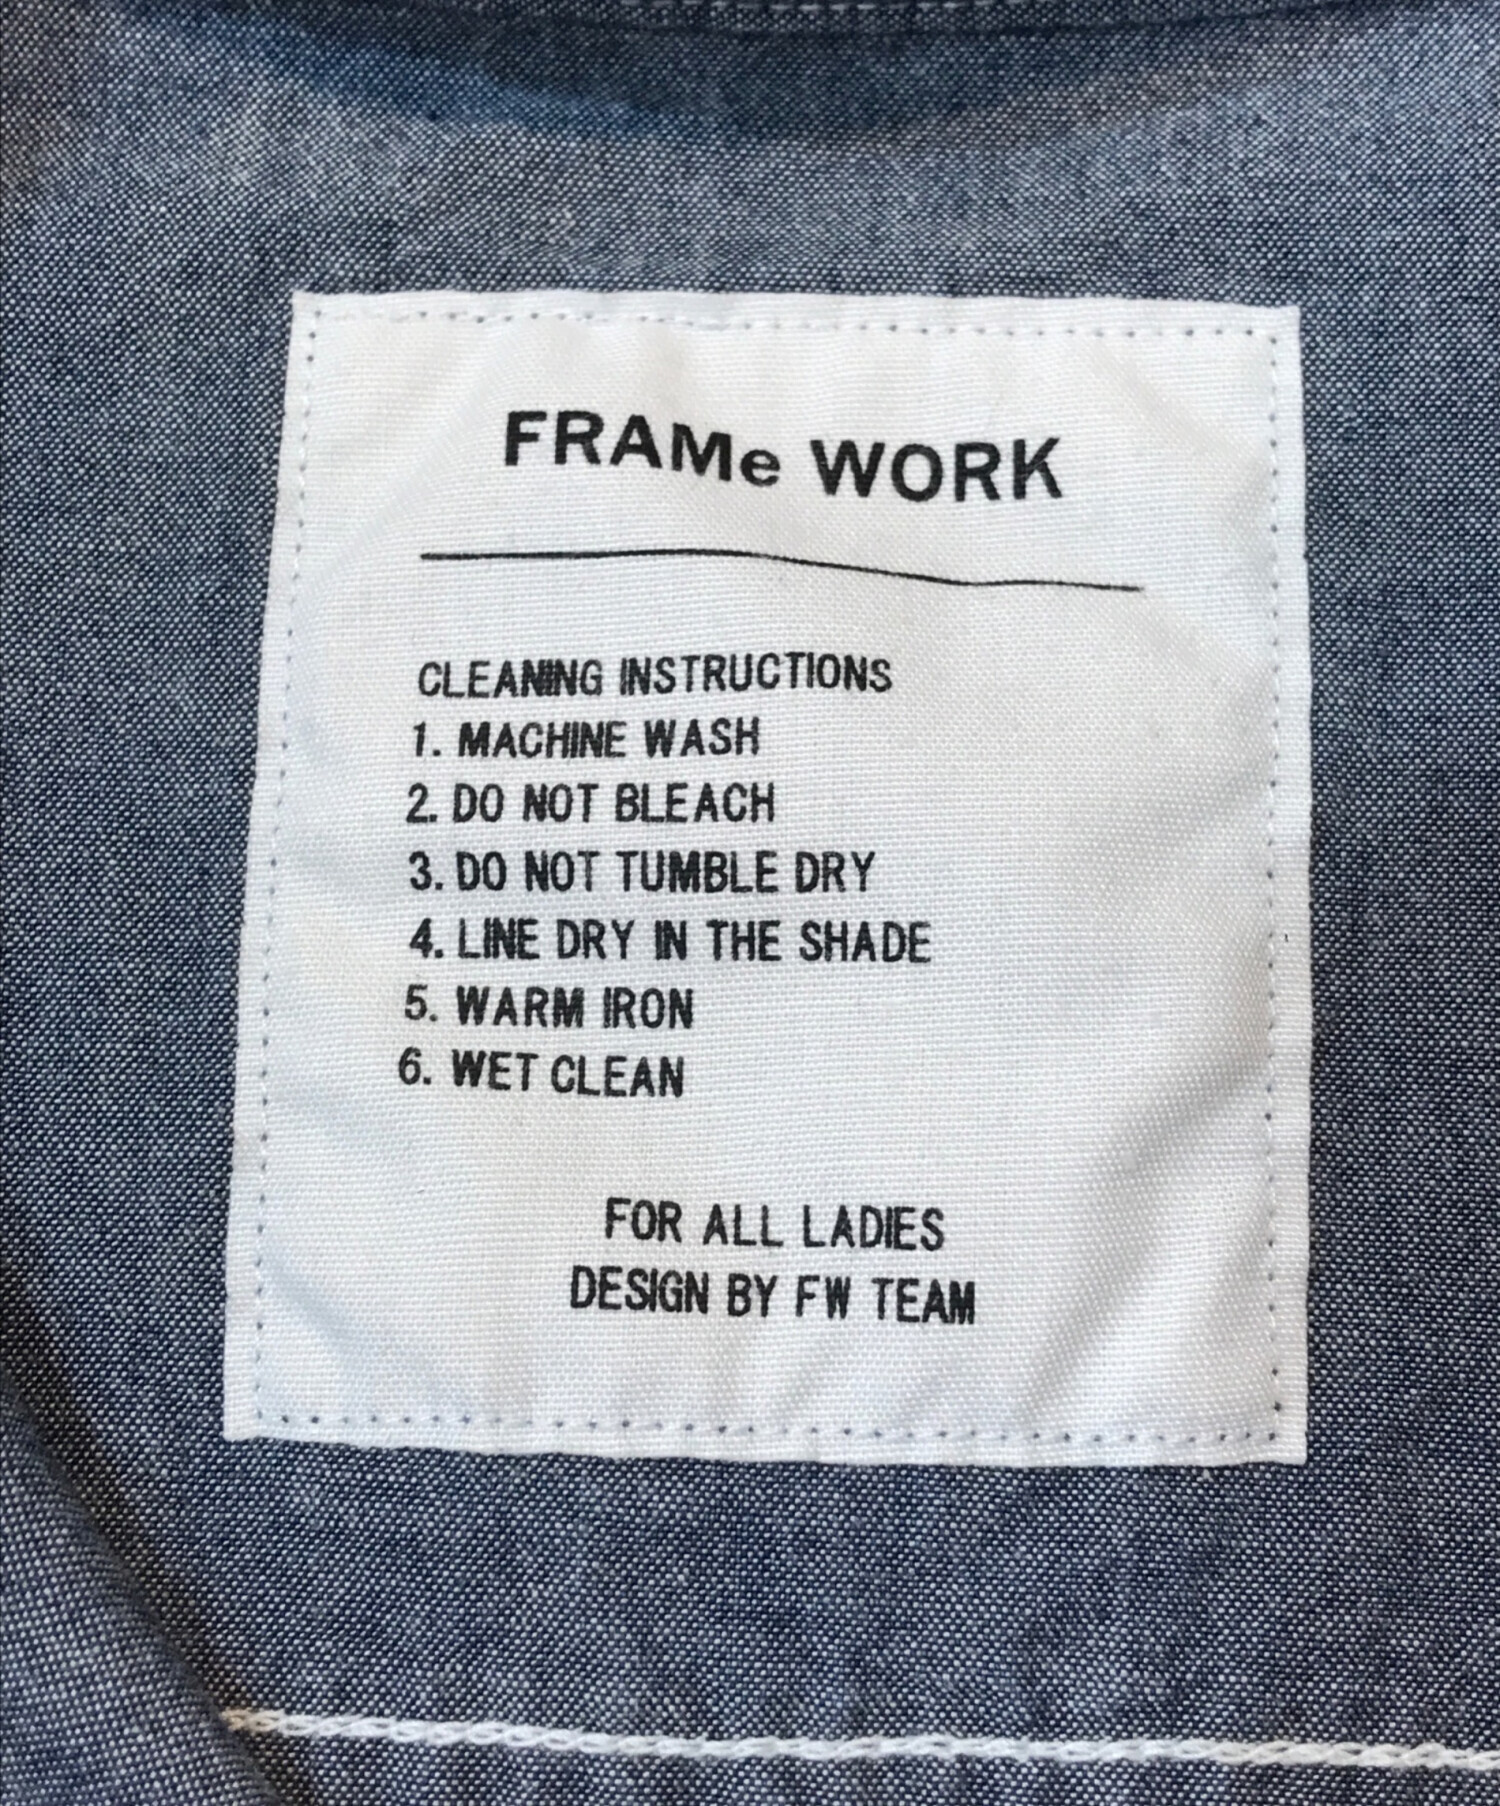 FRAMe WORK
CLEANING INSTRUCTIONS
1. MACHINE WASH
2. DO NOT BLEACH
3. DO NOT TUMBLE DRY
4. LINE DRY IN THE SHADE
5. WARM IRON
6. WET CLEAN
FOR ALL LADIES
DESIGN BY FW TEAM